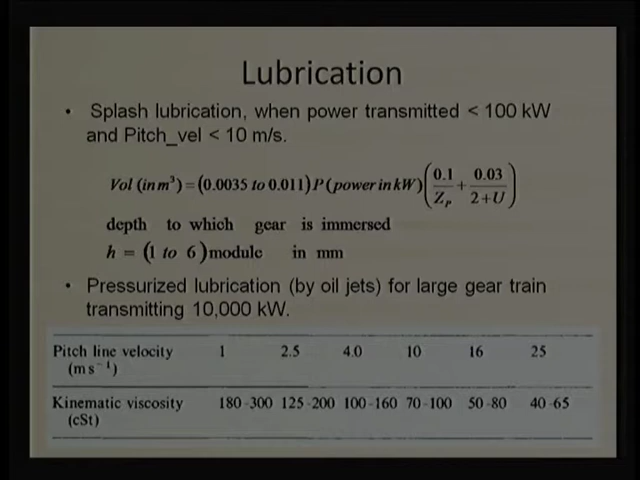 Lubrication
• Splash lubrication, when power transmitted < 100 kW
and Pitch_vel < 10 m/s.
Vol (in m³) = (0.0035 to 0.011) P (power in kW) (0.1/Z_P + 0.03/(2+U))
depth to which gear is immersed
h = (1 to 6) module in mm
• Pressurized lubrication (by oil jets) for large gear train
transmitting 10,000 kW.
Pitch line velocity 1 2.5 4.0 10 16 25
(m s⁻¹)
Kinematic viscosity 180-300 125-200 100-160 70-100 50-80 40-65
(cSt)